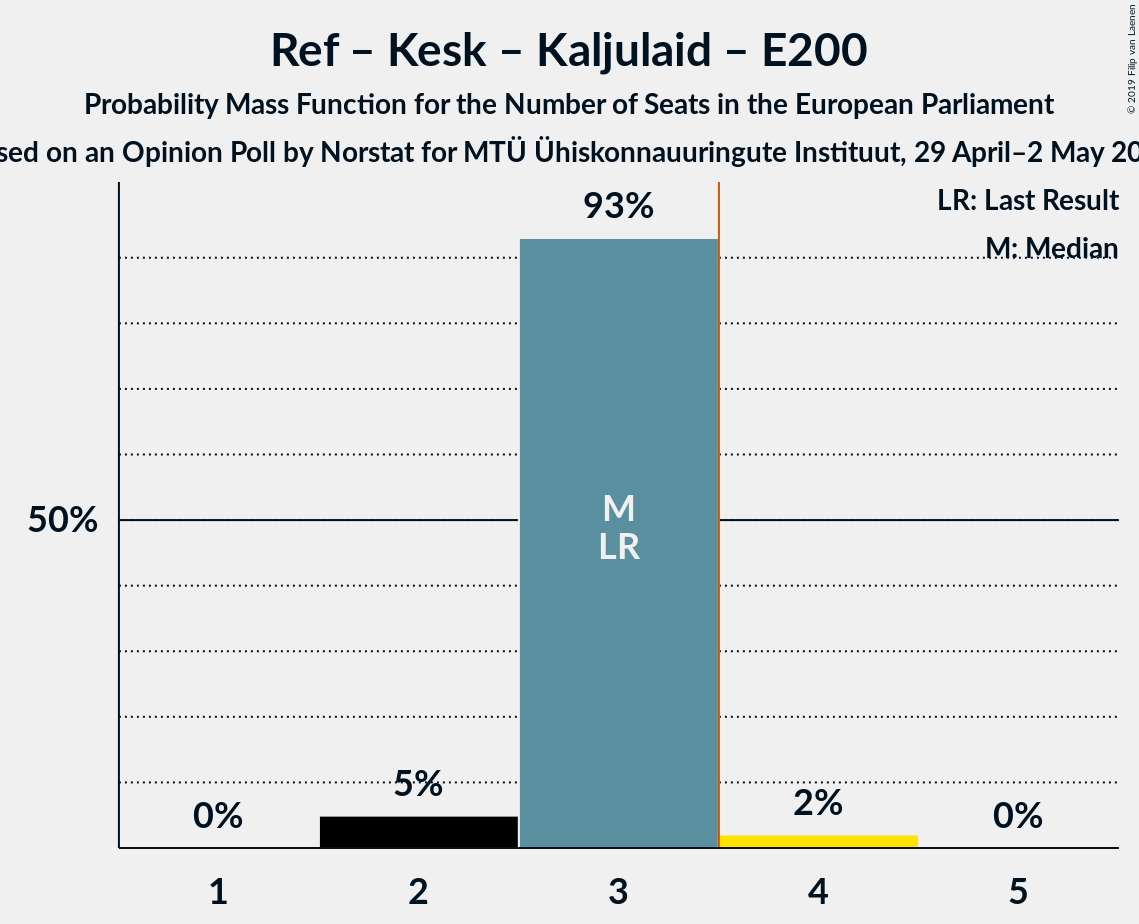 Ref – Kesk – Kaljulaid – E200
Probability Mass Function for the Number of Seats in the European Parliament
sed on an Opinion Poll by Norstat for MTÜ Ühiskonnauuringute Instituut, 29 April–2 May 20
© 2019 Filip van Laenen
LR: Last Result
M: Median
93%
50%
M
LR
5%
2%
0%
0%
1
2
3
4
5